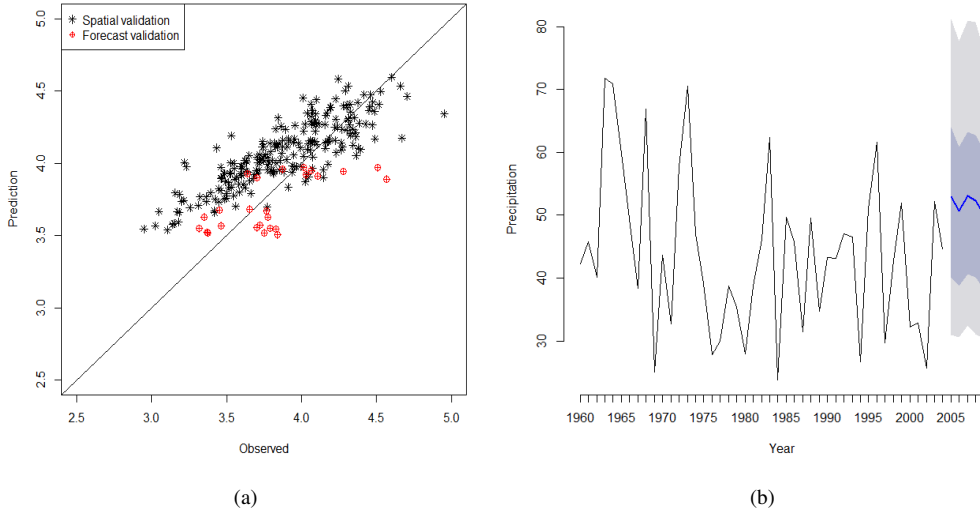 Spatial validation
Forecast validation
Prediction
5.0
4.5
4.0
3.5
3.0
2.5
2.5 3.0 3.5 4.0 4.5 5.0
Observed
(a)
Precipitation
80
70
60
50
40
30
1960 1965 1970 1975 1980 1985 1990 1995 2000 2005
Year
(b)